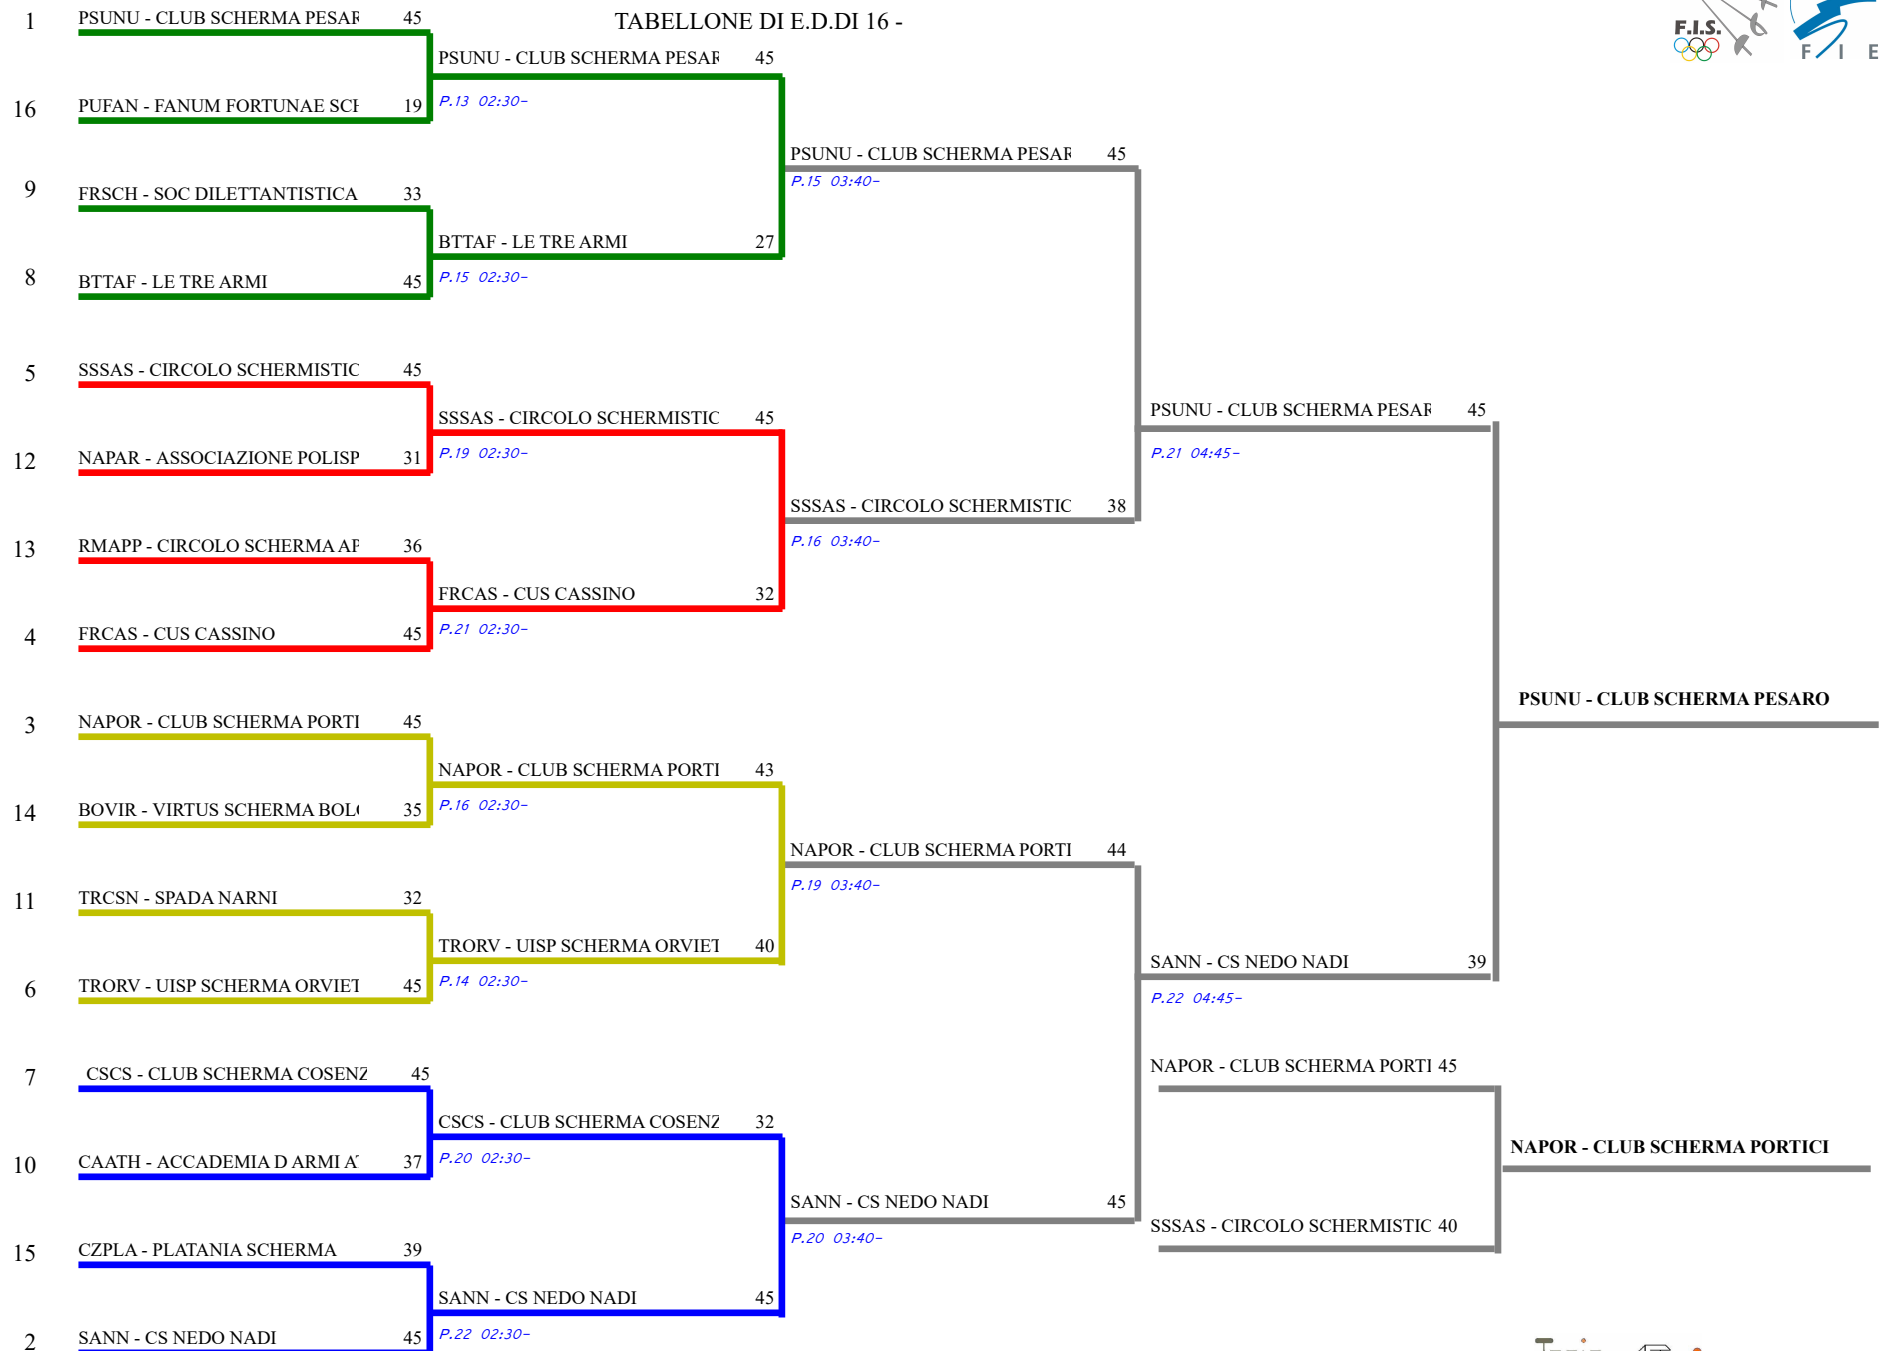 TABELLONE DI E.D.DI 16 -
F.I.S.
F I E
1 PSUNU - CLUB SCHERMA PESAR 45
16 PUFAN - FANUM FORTUNAE SCH 19
9 FRSCH - SOC DILETTANTISTICA 33
8 BTTAF - LE TRE ARMI 45
5 SSSAS - CIRCOLO SCHERMISTIC 45
12 NAPAR - ASSOCIAZIONE POLISP 31
13 RMAPP - CIRCOLO SCHERMA AP 36
4 FRCAS - CUS CASSINO 45
3 NAPOR - CLUB SCHERMA PORTI 45
14 BOVIR - VIRTUS SCHERMA BOL 35
11 TRCSN - SPADA NARNI 32
6 TRORV - UISP SCHERMA ORVIET 45
7 CSCS - CLUB SCHERMA COSENZ 45
10 CAATH - ACCADEMIA D ARMI A 37
15 CZPLA - PLATANIA SCHERMA 39
2 SANN - CS NEDO NADI 45
PSUNU - CLUB SCHERMA PESAR 45
P.13 02:30-
BTTAF - LE TRE ARMI 27
P.15 02:30-
SSSAS - CIRCOLO SCHERMISTIC 45
P.19 02:30-
FRCAS - CUS CASSINO 32
P.21 02:30-
NAPOR - CLUB SCHERMA PORTI 43
P.16 02:30-
TRORV - UISP SCHERMA ORVIET 40
P.14 02:30-
CSCS - CLUB SCHERMA COSENZ 32
P.20 02:30-
SANN - CS NEDO NADI 45
P.22 02:30-
PSUNU - CLUB SCHERMA PESAR 45
P.15 03:40-
SSSAS - CIRCOLO SCHERMISTIC 38
P.16 03:40-
NAPOR - CLUB SCHERMA PORTI 44
P.19 03:40-
SANN - CS NEDO NADI 45
P.20 03:40-
PSUNU - CLUB SCHERMA PESAR 45
P.21 04:45-
SANN - CS NEDO NADI 39
P.22 04:45-
NAPOR - CLUB SCHERMA PORTI 45
SSSAS - CIRCOLO SCHERMISTIC 40
PSUNU - CLUB SCHERMA PESARO
NAPOR - CLUB SCHERMA PORTICI